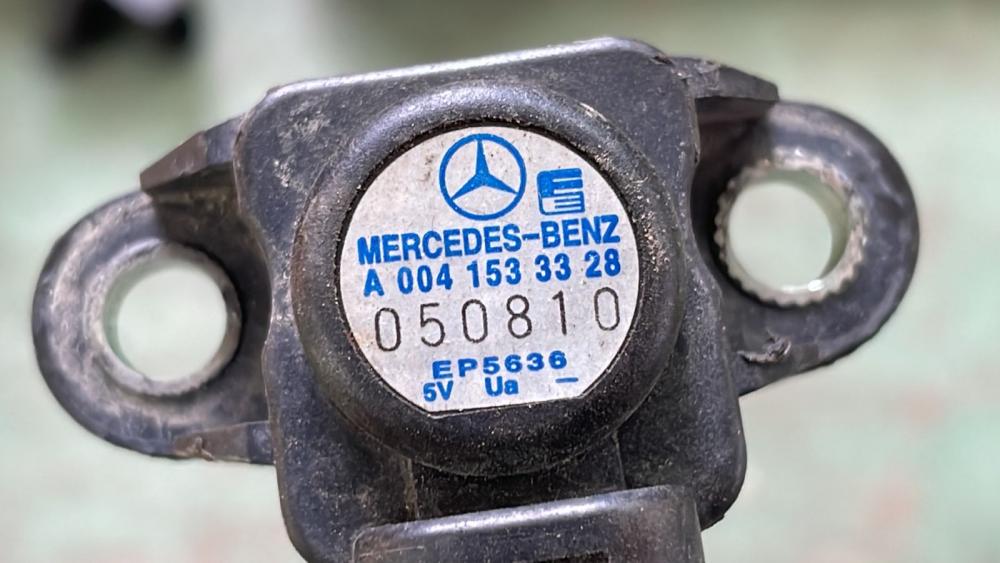 MERCEDES-BENZ
A 004 153 33 28
050810
EP5636
5V Ua –